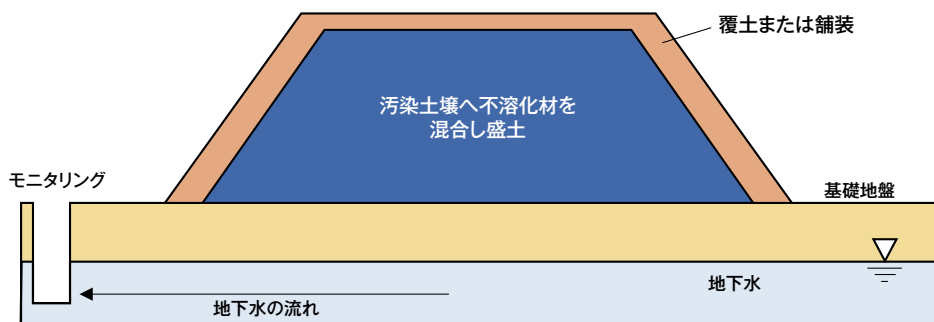 覆土または舗装
汚染土壌へ不溶化材を
混合し盛土
モニタリング
基礎地盤
地下水
地下水の流れ